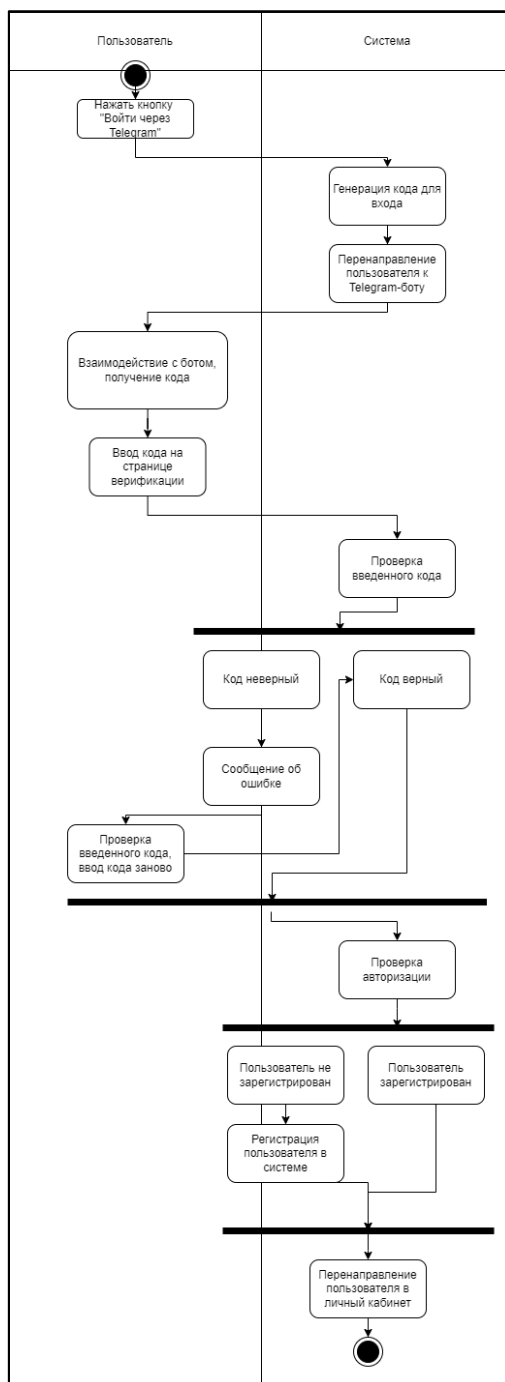 Пользователь
Система
Нажать кнопку
"Войти через
Telegram"
Генерация кода для
входа
Перенаправление
пользователя к
Telegram-боту
Взаимодействие с ботом,
получение кода
Ввод кода на
странице
верификации
Проверка
введенного кода
Код неверный
Код верный
Сообщение об
ошибке
Проверка
введенного кода,
ввод кода заново
Проверка
авторизации
Пользователь не
зарегистрирован
Пользователь
зарегистрирован
Регистрация
пользователя в
системе
Перенаправление
пользователя в
личный кабинет